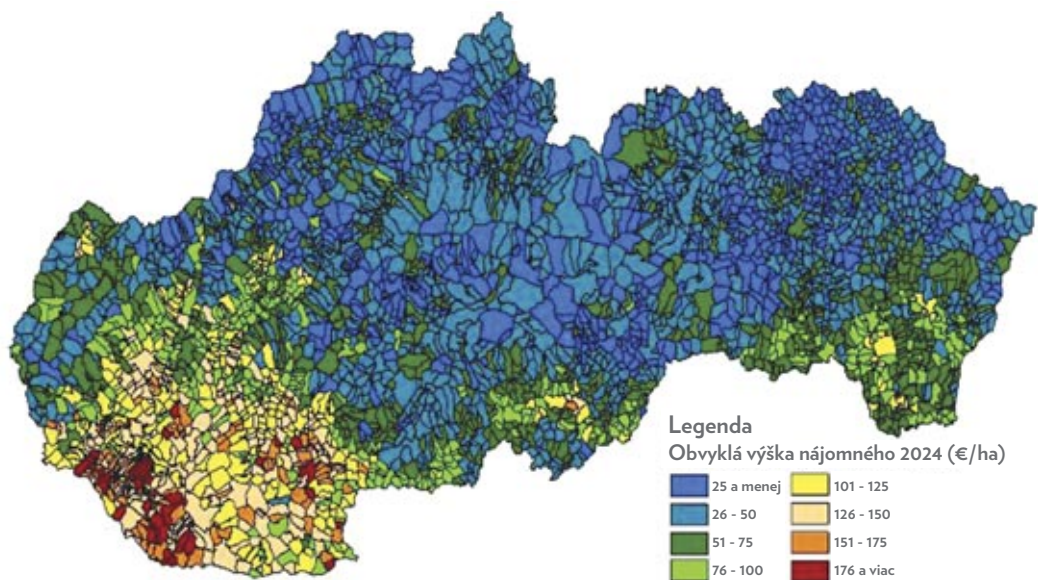 Legenda
Obvyklá výška nájomného 2024 (€/ha)
25 a menej
26 - 50
51 - 75
76 - 100
101 - 125
126 - 150
151 - 175
176 a viac